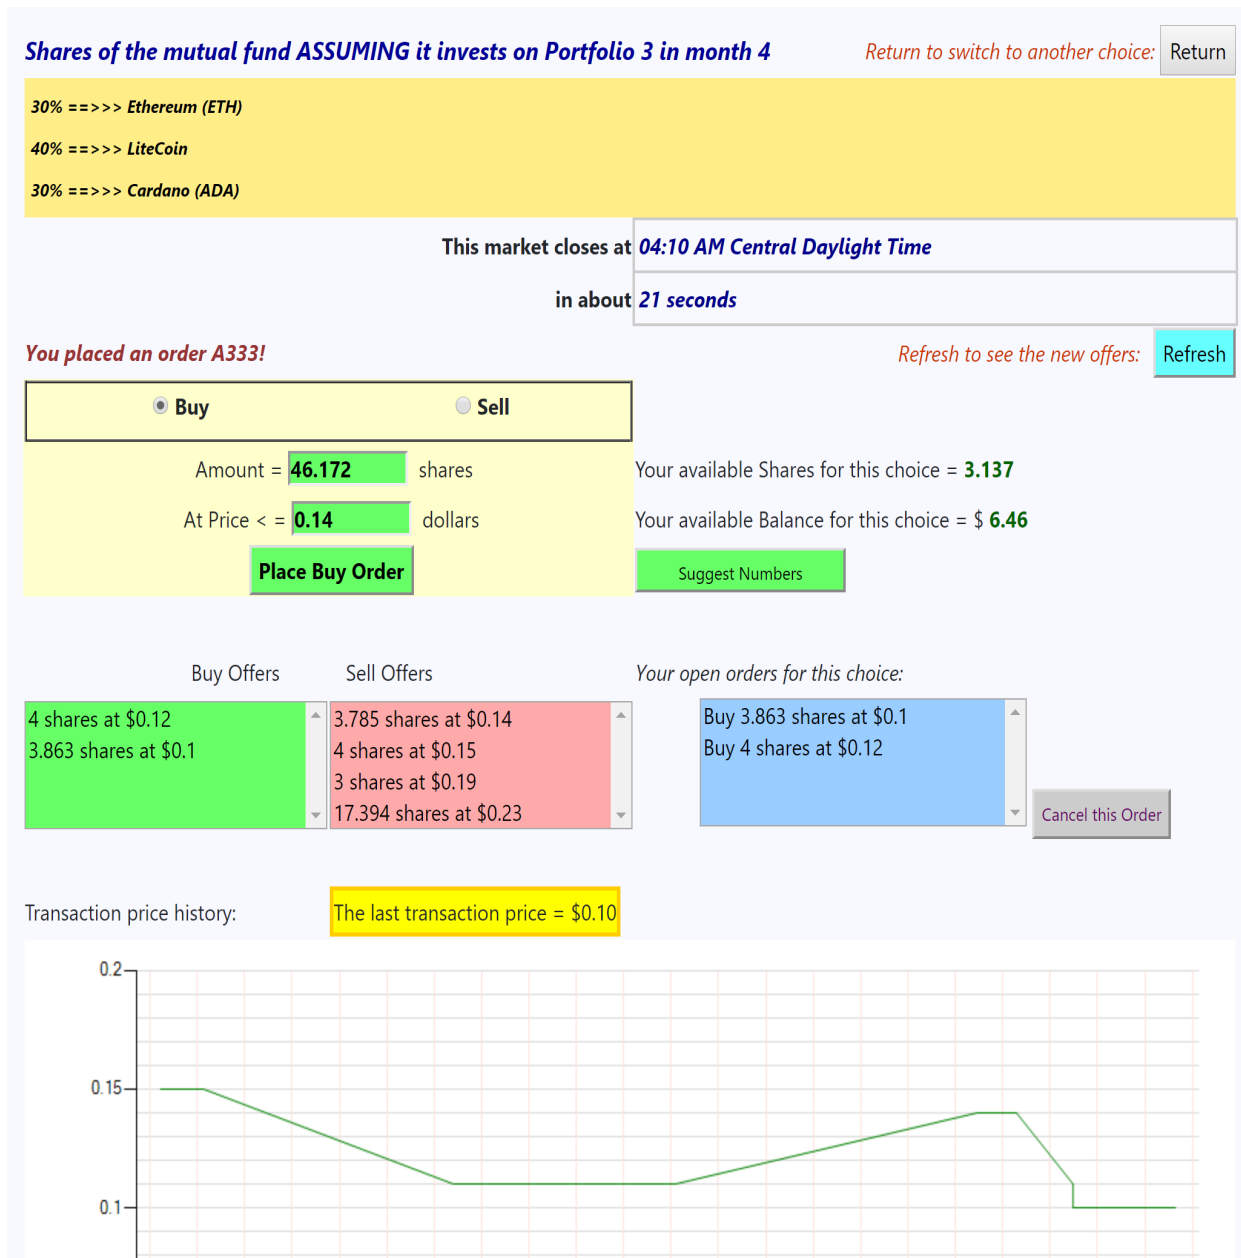 Shares of the mutual fund ASSUMING it invests on Portfolio 3 in month 4
Return to switch to another choice: Return
30% ==>>> Ethereum (ETH)
40% ==>>> LiteCoin
30% ==>>> Cardano (ADA)
This market closes at 04:10 AM Central Daylight Time
in about 21 seconds
You placed an order A333!
Refresh to see the new offers: Refresh
Buy Sell
Amount = 46.172 shares
Your available Shares for this choice = 3.137
At Price < = 0.14 dollars
Your available Balance for this choice = $ 6.46
Place Buy Order
Suggest Numbers
Buy Offers Sell Offers Your open orders for this choice:
4 shares at $0.12
3.863 shares at $0.1
3.785 shares at $0.14
4 shares at $0.15
3 shares at $0.19
17.394 shares at $0.23
Buy 3.863 shares at $0.1
Buy 4 shares at $0.12
Cancel this Order
Transaction price history: The last transaction price = $0.10
0.2
0.15
0.1